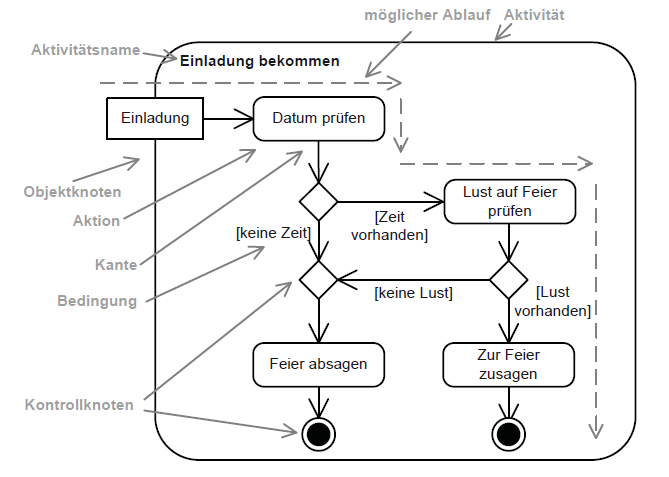 möglicher Ablauf
Aktivität
Aktivitätsname
Einladung bekommen
Einladung
Datum prüfen
Objektknoten
Lust auf Feier
prüfen
Aktion
[Zeit
vorhanden]
[keine Zeit]
Kante
Bedingung
[keine Lust]
[Lust
vorhanden]
Feier absagen
Zur Feier
zusagen
Kontrollknoten